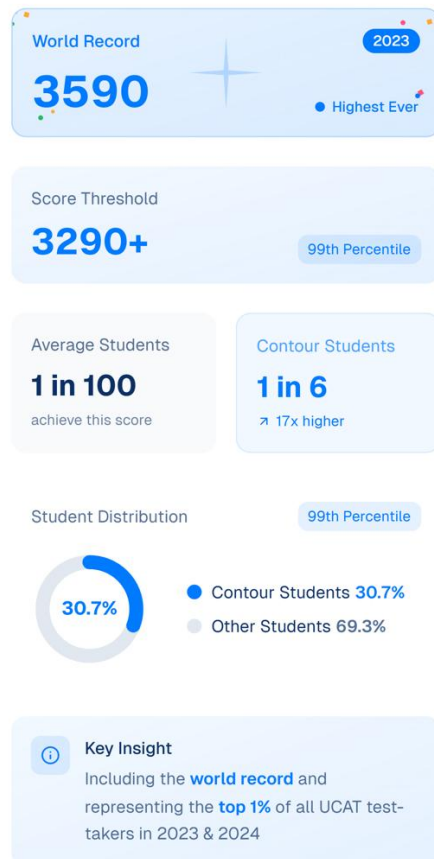 World Record
2023
3590
Highest Ever
Score Threshold
3290+
99th Percentile
Average Students
1 in 100
achieve this score
Contour Students
1 in 6
17x higher
Student Distribution
99th Percentile
30.7%
Contour Students 30.7%
Other Students 69.3%
Key Insight
Including the world record and
representing the top 1% of all UCAT test-
takers in 2023 & 2024